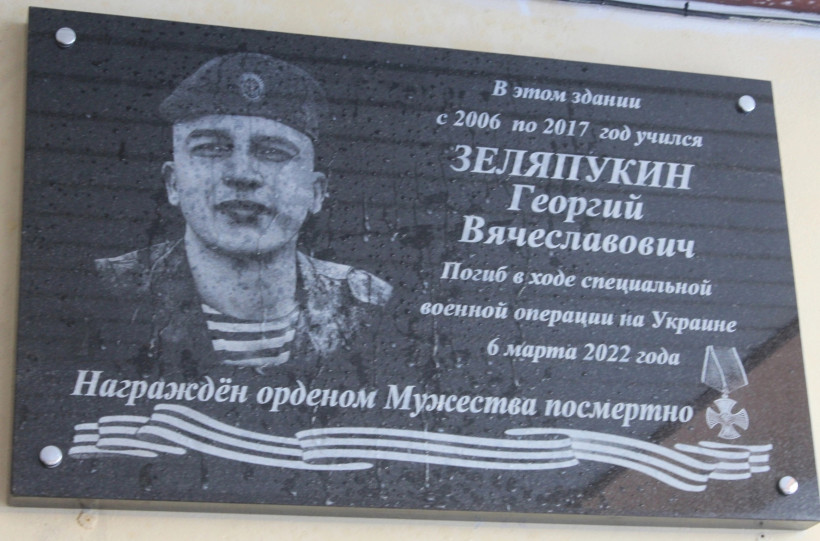 В этом здании
с 2006 по 2017 год учился
ЗЕЛЯПУКИН
Георгий
Вячеславович
Погиб в ходе специальной
военной операции на Украине
6 марта 2022 года
Награждён орденом Мужества посмертно